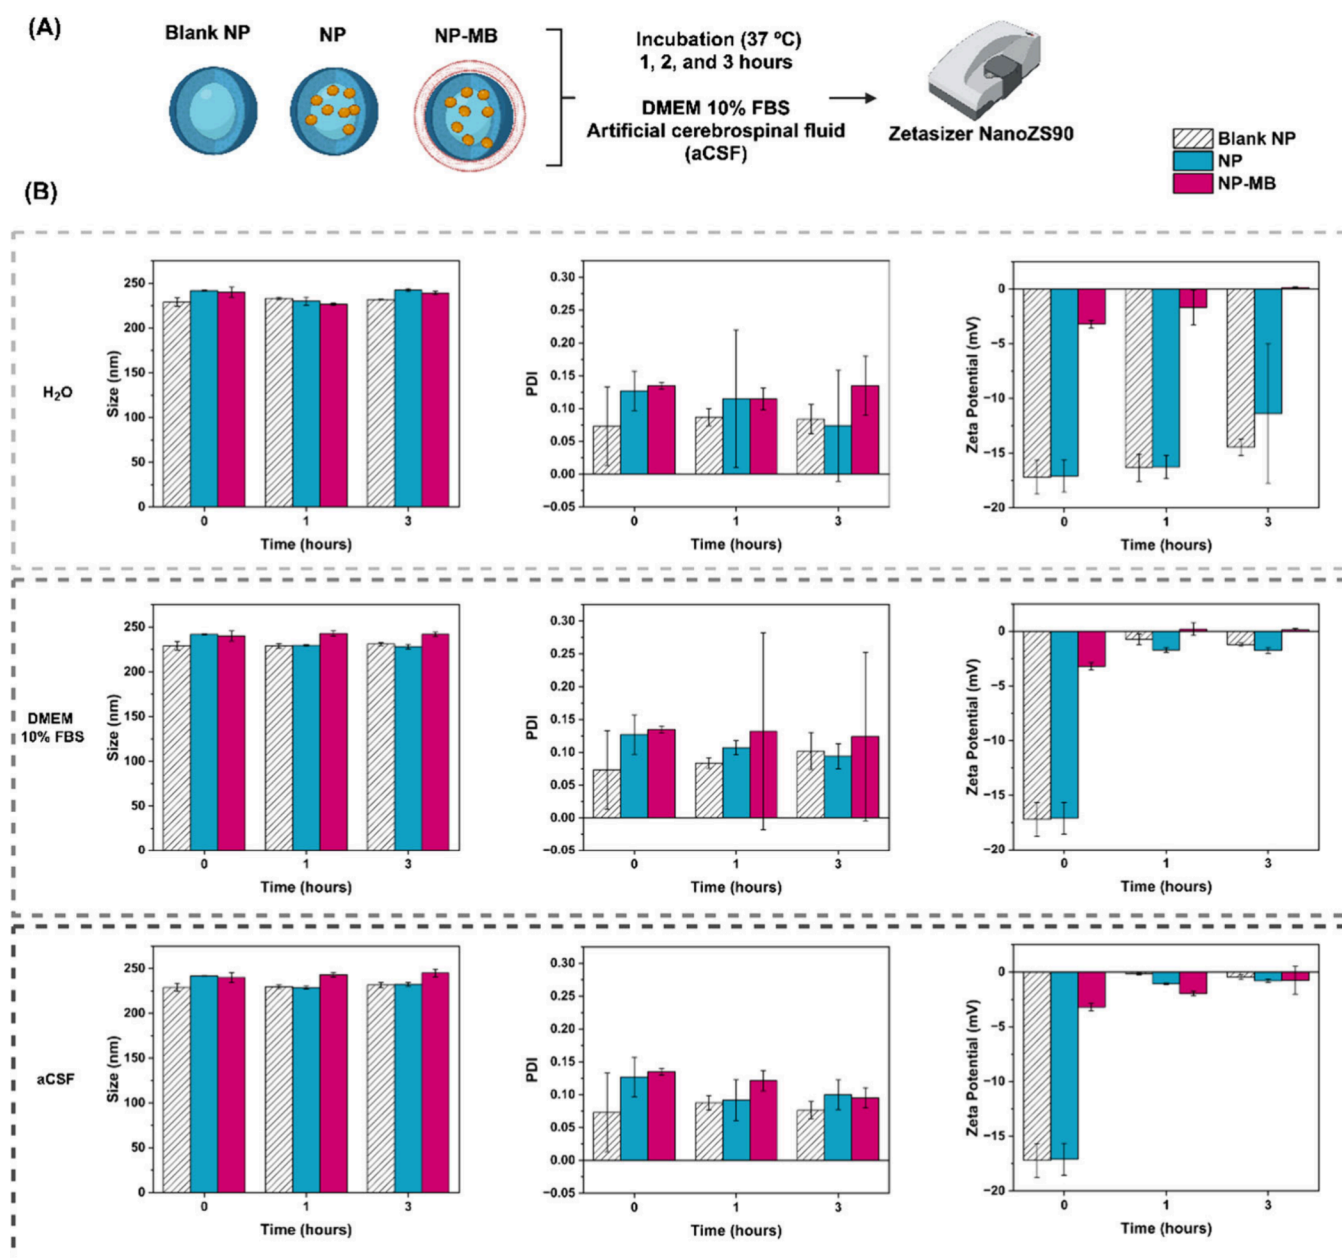 (A)
Blank NP
NP
NP-MB
Incubation (37 ºC)
1, 2, and 3 hours
DMEM 10% FBS
Artificial cerebrospinal fluid
(aCSF)
Zetasizer NanoZS90
Blank NP
NP
NP-MB
(B)
H₂O
Size (nm)
250
200
150
100
50
0
0 1 3
Time (hours)
PDI
0.30
0.25
0.20
0.15
0.10
0.05
0.00
−0.05
0 1 3
Time (hours)
Zeta Potential (mV)
0
−5
−10
−15
−20
0 1 3
Time (hours)
DMEM
10% FBS
Size (nm)
250
200
150
100
50
0
0 1 3
Time (hours)
PDI
0.30
0.25
0.20
0.15
0.10
0.05
0.00
−0.05
0 1 3
Time (hours)
Zeta Potential (mV)
0
−5
−10
−15
−20
0 1 3
Time (hours)
aCSF
Size (nm)
250
200
150
100
50
0
0 1 3
Time (hours)
PDI
0.30
0.25
0.20
0.15
0.10
0.05
0.00
−0.05
0 1 3
Time (hours)
Zeta Potential (mV)
0
−5
−10
−15
−20
0 1 3
Time (hours)